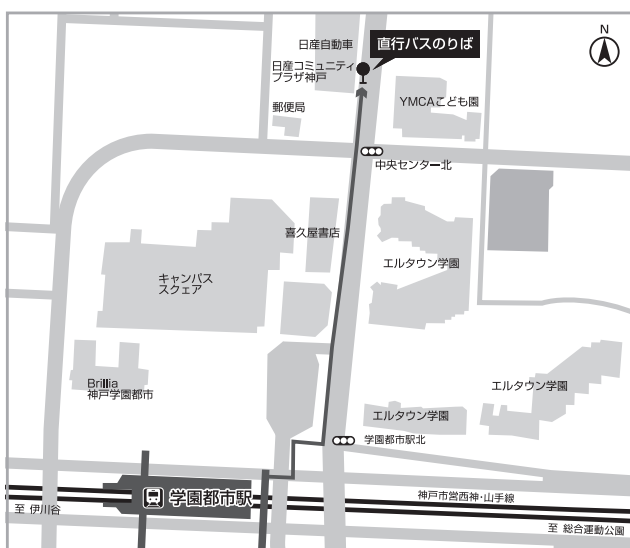 N
日産自動車
直行バスのりば
日産コミュニティ
プラザ神戸
YMCAこども園
郵便局
中央センター北
喜久屋書店
エルタウン学園
キャンパス
スクェア
Brillia
神戸学園都市
エルタウン学園
エルタウン学園
学園都市駅北
学園都市駅
神戸市営西神・山手線
至 伊川谷
至 総合運動公園